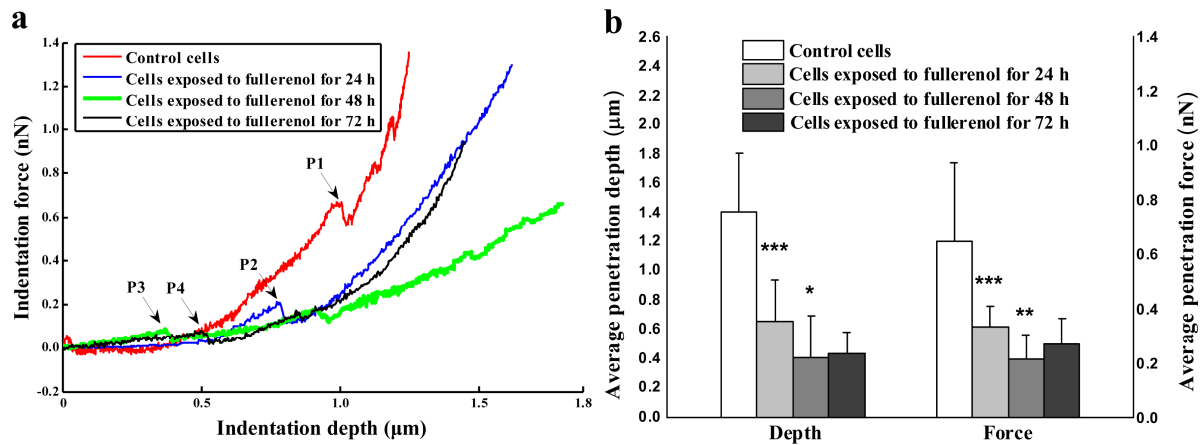 a
Indentation force (nN)
1.4
1.2
1.0
0.8
0.6
0.4
0.2
0.0
-0.2
Control cells
Cells exposed to fullerenol for 24 h
Cells exposed to fullerenol for 48 h
Cells exposed to fullerenol for 72 h
P1
P2
P3
P4
0
0.5
1.0
1.5
1.8
Indentation depth (μm)
b
Average penetration depth (μm)
2.6
2.4
2.2
2.0
1.8
1.6
1.4
1.2
1.0
0.8
0.6
0.4
0.2
0.0
Control cells
Cells exposed to fullerenol for 24 h
Cells exposed to fullerenol for 48 h
Cells exposed to fullerenol for 72 h
***
*
***
**
Depth
Force
1.4
1.2
1.0
0.8
0.6
0.4
0.2
0.0
Average penetration force (nN)